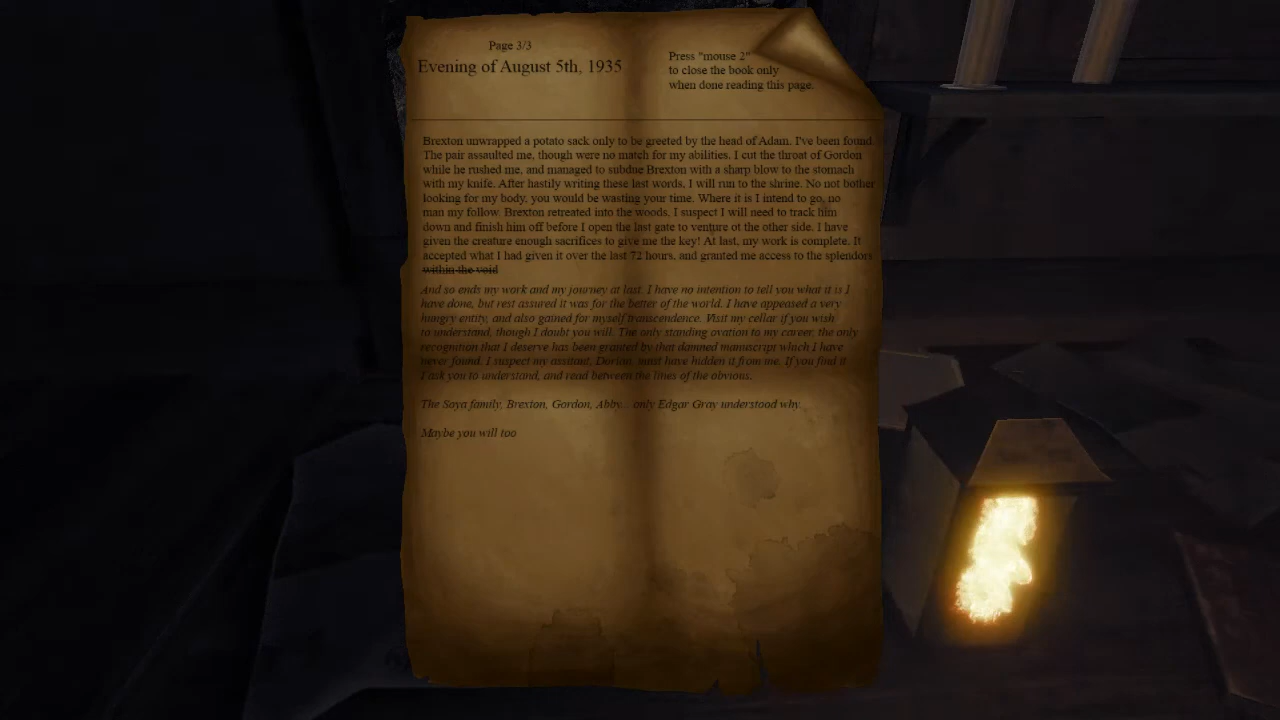 Page 3/3
Evening of August 5th, 1935
Press "mouse 2"
to close the book only
when done reading this page.
Brexton unwrapped a potato sack only to be greeted by the head of Adam. I've been found.
The pair assaulted me, though were no match for my abilities. I cut the throat of Gordon
while he rushed me, and managed to subdue Brexton with a sharp blow to the stomach
with my knife. After hastily writing these last words, I will run to the shrine. No not bother
looking for my body, you would be wasting your time. Where it is I intend to go, no
man my follow. Brexton retreated into the woods, I suspect I will need to track him
down and finish him off before I open the last gate to venture ot the other side. I have
given the creature enough sacrifices to give me the key! At last, my work is complete. It
accepted what I had given it over the last 72 hours, and granted me access to the splendors
within the void
And so ends my work and my journey at last. I have no intention to tell you what it is I
have done, but rest assured it was for the better of the world. I have appeased a very
hungry entity, and also gained for myself transcendence. Visit my cellar if you wish
to understand, though I doubt you will. The only standing ovation to my career, the only
recognition that I deserve has been granted by that damned manuscript which I have
never found. I suspect my assitant, Dorian, must have hidden it from me. If you find it
I ask you to understand, and read between the lines of the obvious.
The Soya family, Brexton, Gordon, Abby... only Edgar Gray understood why.
Maybe you will too